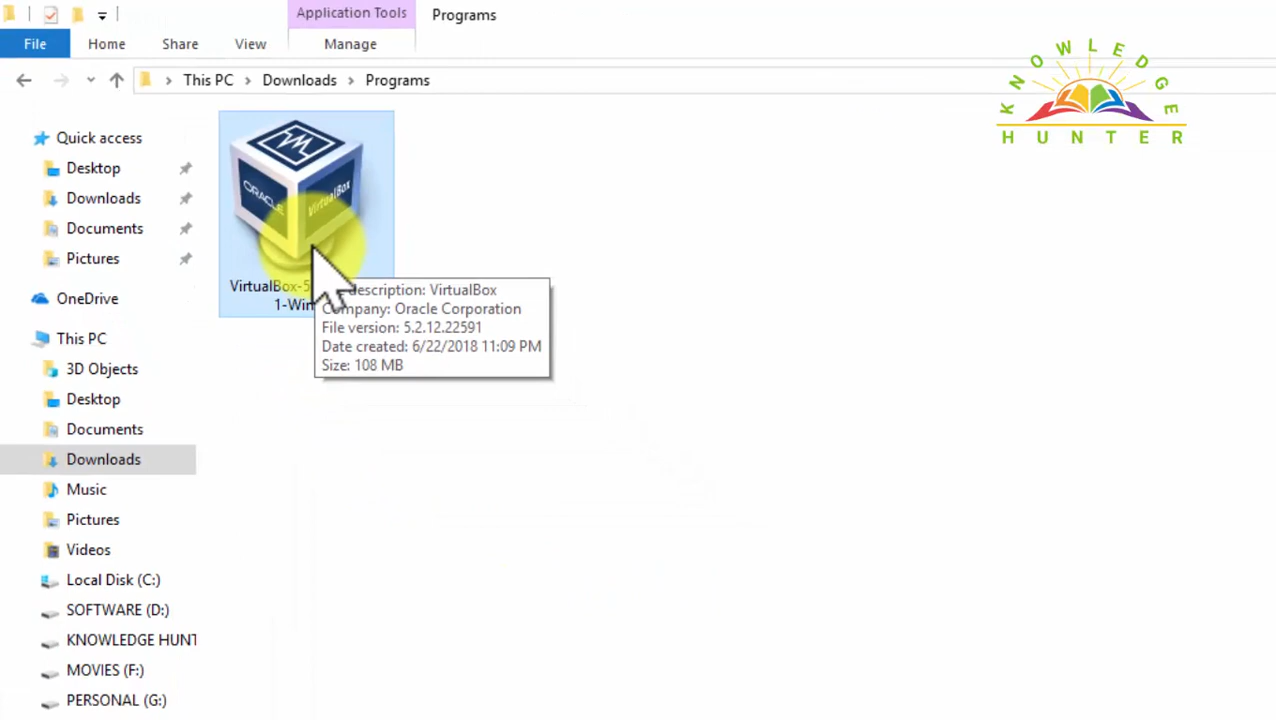 Application Tools
Programs
File
Home
Share
View
Manage
This PC
Downloads
Programs
KNOWLEDGE
HUNTER
Quick access
Desktop
Downloads
Documents
Pictures
OneDrive
This PC
3D Objects
Desktop
Documents
Downloads
Music
Pictures
Videos
Local Disk (C:)
SOFTWARE (D:)
KNOWLEDGE HUNT
MOVIES (F:)
PERSONAL (G:)
ORACLE
VirtualBox
VirtualBox-5
1-Win
description: VirtualBox
Company: Oracle Corporation
File version: 5.2.12.22591
Date created: 6/22/2018 11:09 PM
Size: 108 MB